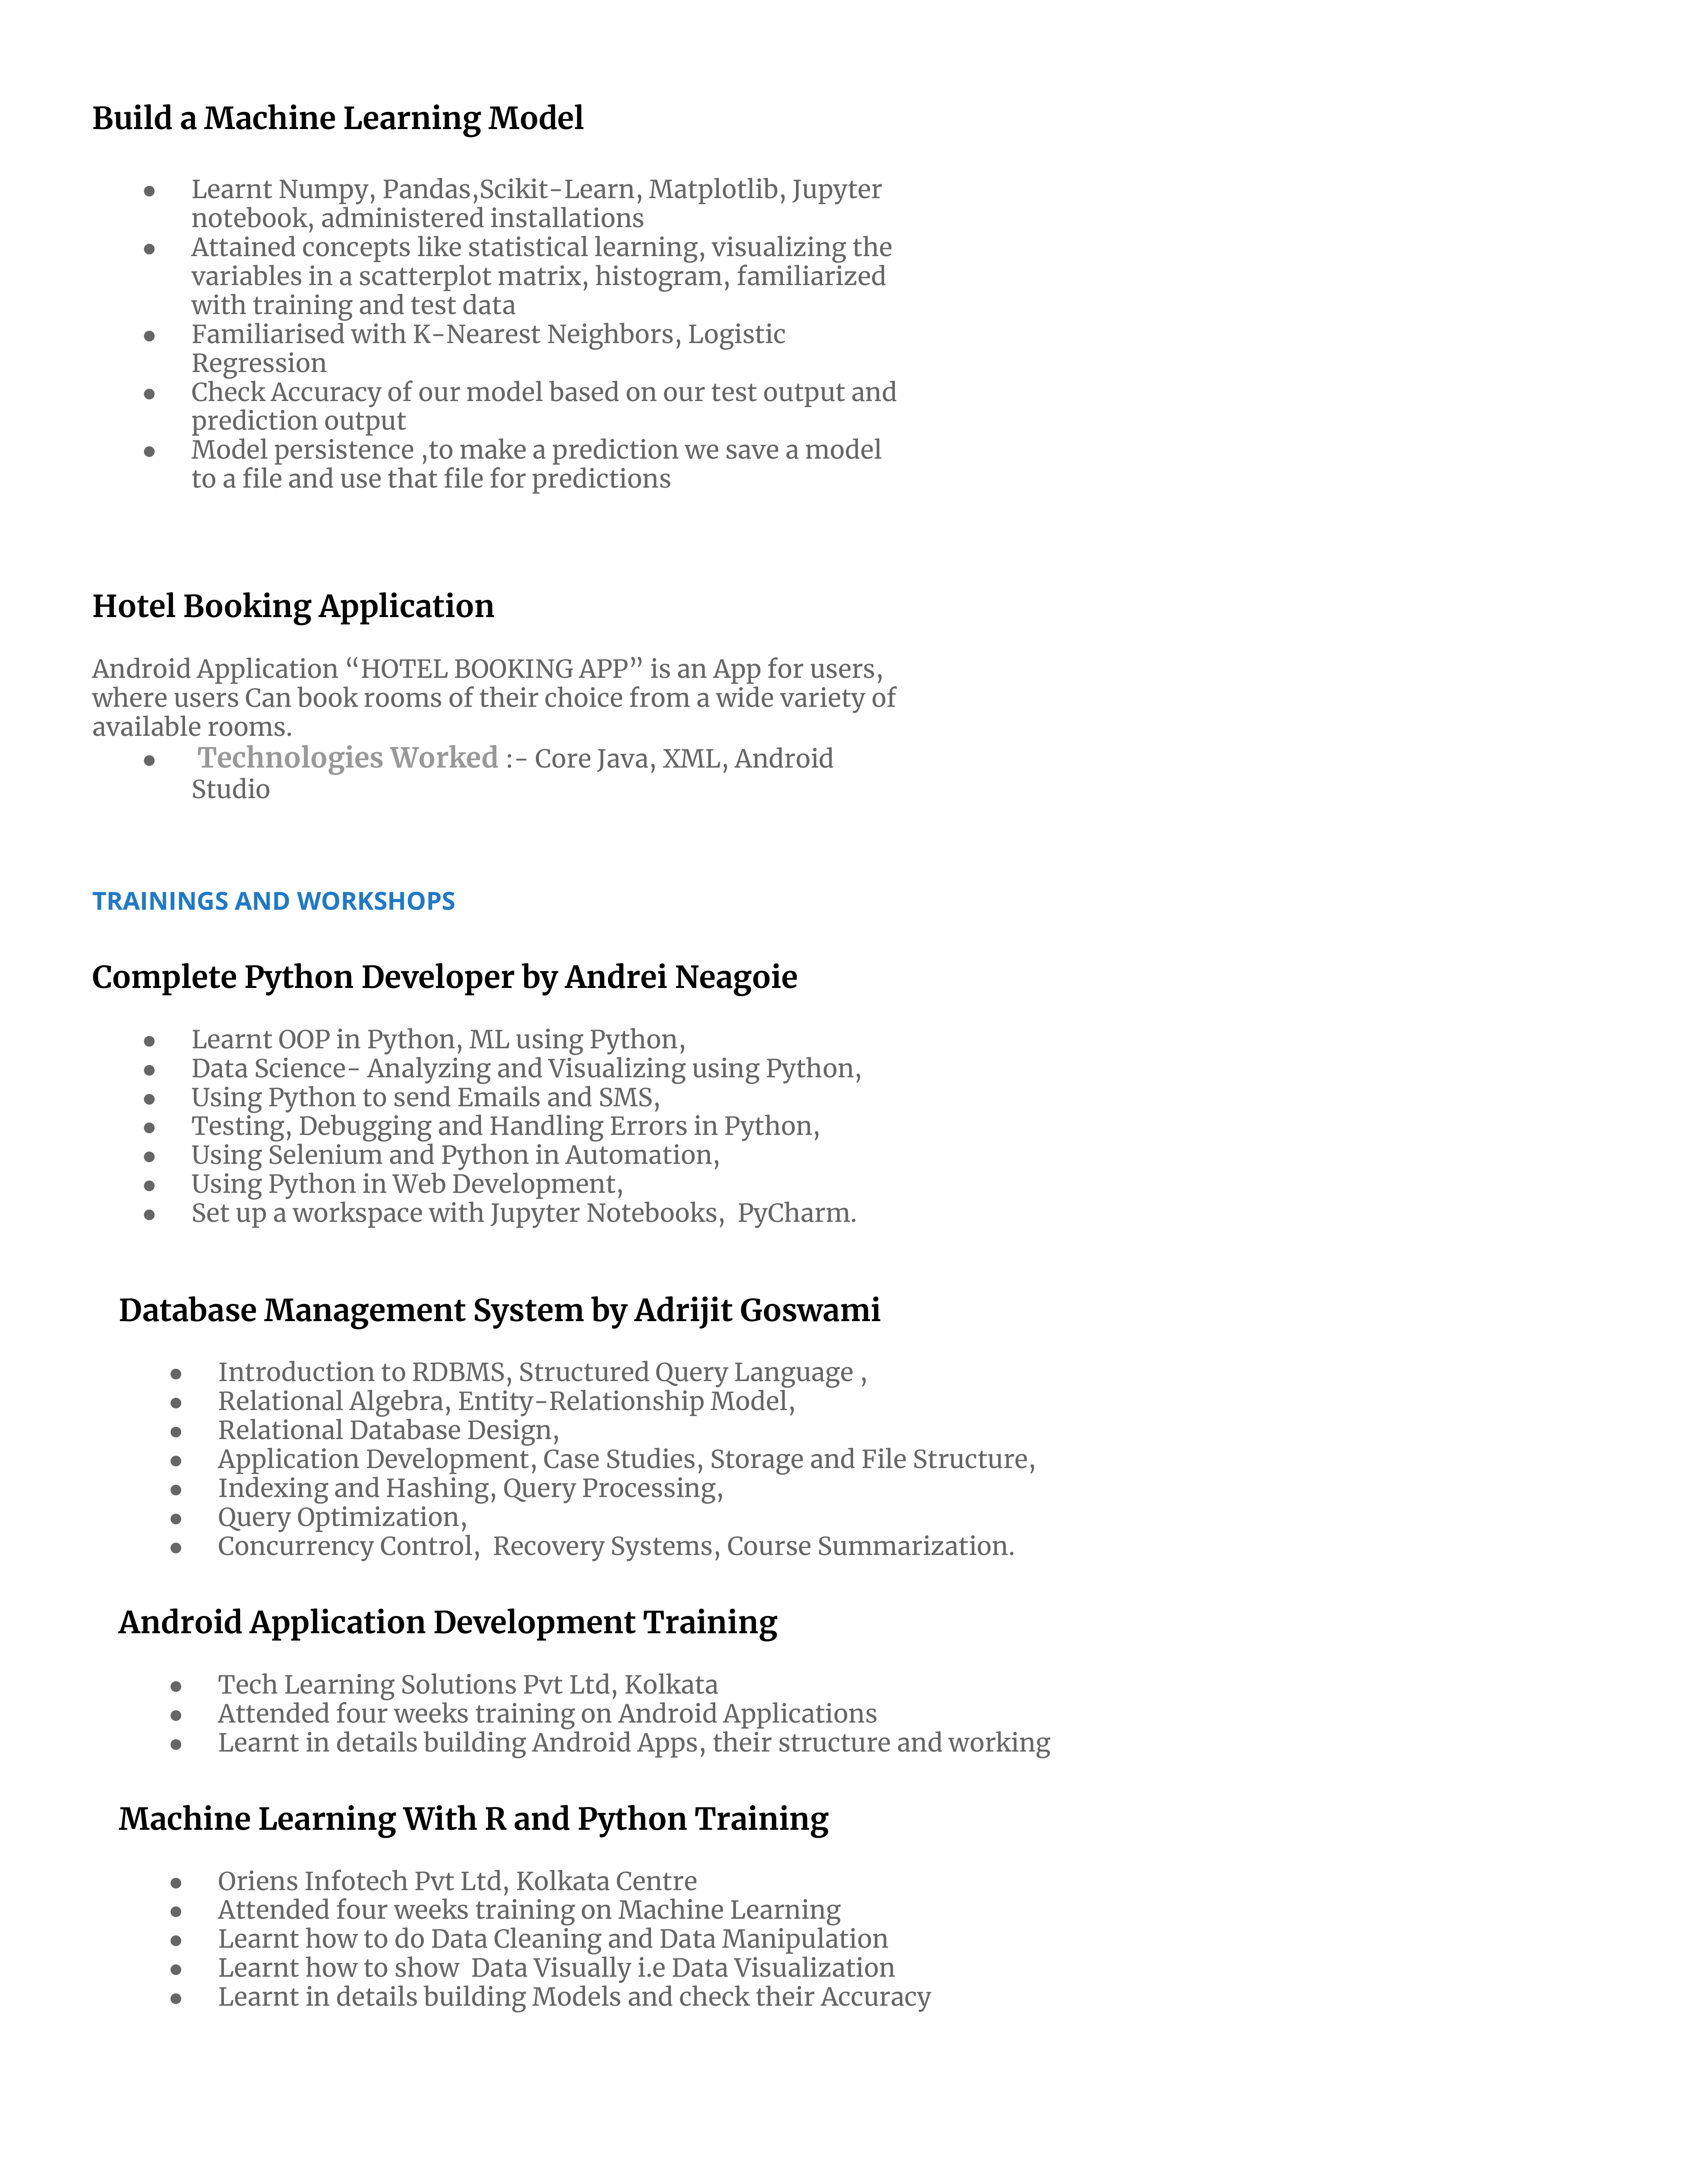 Build a Machine Learning Model
● Learnt Numpy, Pandas,Scikit-Learn, Matplotlib, Jupyter
notebook, administered installations
● Attained concepts like statistical learning, visualizing the
variables in a scatterplot matrix, histogram, familiarized
with training and test data
● Familiarised with K-Nearest Neighbors, Logistic
Regression
● Check Accuracy of our model based on our test output and
prediction output
● Model persistence ,to make a prediction we save a model
to a file and use that file for predictions
Hotel Booking Application
Android Application “HOTEL BOOKING APP” is an App for users,
where users Can book rooms of their choice from a wide variety of
available rooms.
● Technologies Worked :- Core Java, XML, Android
Studio
TRAININGS AND WORKSHOPS
Complete Python Developer by Andrei Neagoie
● Learnt OOP in Python, ML using Python,
● Data Science- Analyzing and Visualizing using Python,
● Using Python to send Emails and SMS,
● Testing, Debugging and Handling Errors in Python,
● Using Selenium and Python in Automation,
● Using Python in Web Development,
● Set up a workspace with Jupyter Notebooks,  PyCharm.
Database Management System by Adrijit Goswami
● Introduction to RDBMS, Structured Query Language ,
● Relational Algebra, Entity-Relationship Model,
● Relational Database Design,
● Application Development, Case Studies, Storage and File Structure,
● Indexing and Hashing, Query Processing,
● Query Optimization,
● Concurrency Control,  Recovery Systems, Course Summarization.
Android Application Development Training
● Tech Learning Solutions Pvt Ltd, Kolkata
● Attended four weeks training on Android Applications
● Learnt in details building Android Apps, their structure and working
Machine Learning With R and Python Training
● Oriens Infotech Pvt Ltd, Kolkata Centre
● Attended four weeks training on Machine Learning
● Learnt how to do Data Cleaning and Data Manipulation
● Learnt how to show  Data Visually i.e Data Visualization
● Learnt in details building Models and check their Accuracy